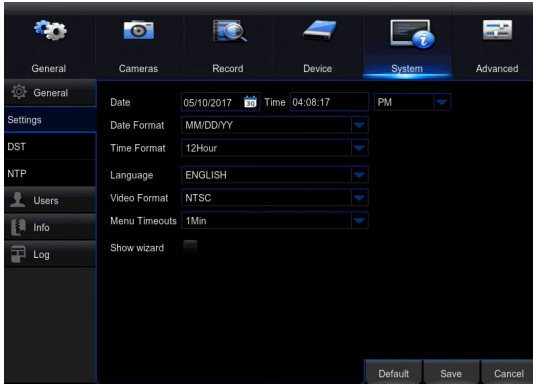 General Cameras Record Device System Advanced
General
Settings
DST
NTP
Users
Info
Log
Date 05/10/2017 30 Time 04:08:17 PM
Date Format MM/DD/YY
Time Format 12Hour
Language ENGLISH
Video Format NTSC
Menu Timeouts 1Min
Show wizard
Default Save Cancel